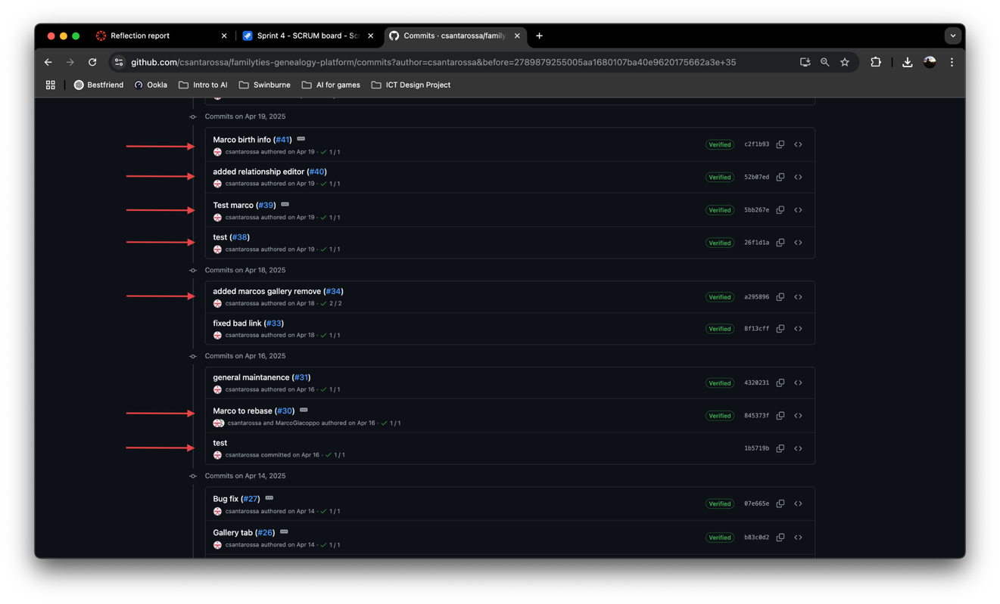 Reflection report
Sprint 4 - SCRUM board - Sc
Commits · csantarossa/family
github.com/csantarossa/familyties-genealogy-platform/commits?author=csantarossa&before=2789879255005aa1680107ba40e9620175662a3e+35
Bestfriend
Ookla
Intro to AI
Swinburne
AI for games
ICT Design Project
Commits on Apr 19, 2025
Marco birth info (#41)
csantarossa authored on Apr 19 · 1 / 1
Verified
c2f1b93
added relationship editor (#40)
csantarossa authored on Apr 19 · 1 / 1
Verified
52b07ed
Test marco (#39)
csantarossa authored on Apr 19 · 1 / 1
Verified
5bb267e
test (#38)
csantarossa authored on Apr 19 · 1 / 1
Verified
26f1d1a
Commits on Apr 18, 2025
added marcos gallery remove (#34)
csantarossa authored on Apr 18 · 2 / 2
Verified
a295896
fixed bad link (#33)
csantarossa authored on Apr 18 · 1 / 1
Verified
8f13cff
Commits on Apr 16, 2025
general maintanence (#31)
csantarossa authored on Apr 16 · 1 / 1
Verified
4320231
Marco to rebase (#30)
csantarossa and MarcoGiacoppo authored on Apr 16 · 1 / 1
Verified
845373f
test
csantarossa committed on Apr 16 · 1 / 1
1b5719b
Commits on Apr 14, 2025
Bug fix (#27)
csantarossa authored on Apr 14 · 1 / 1
Verified
07e665e
Gallery tab (#26)
csantarossa authored on Apr 14 · 1 / 1
Verified
b83c0d2